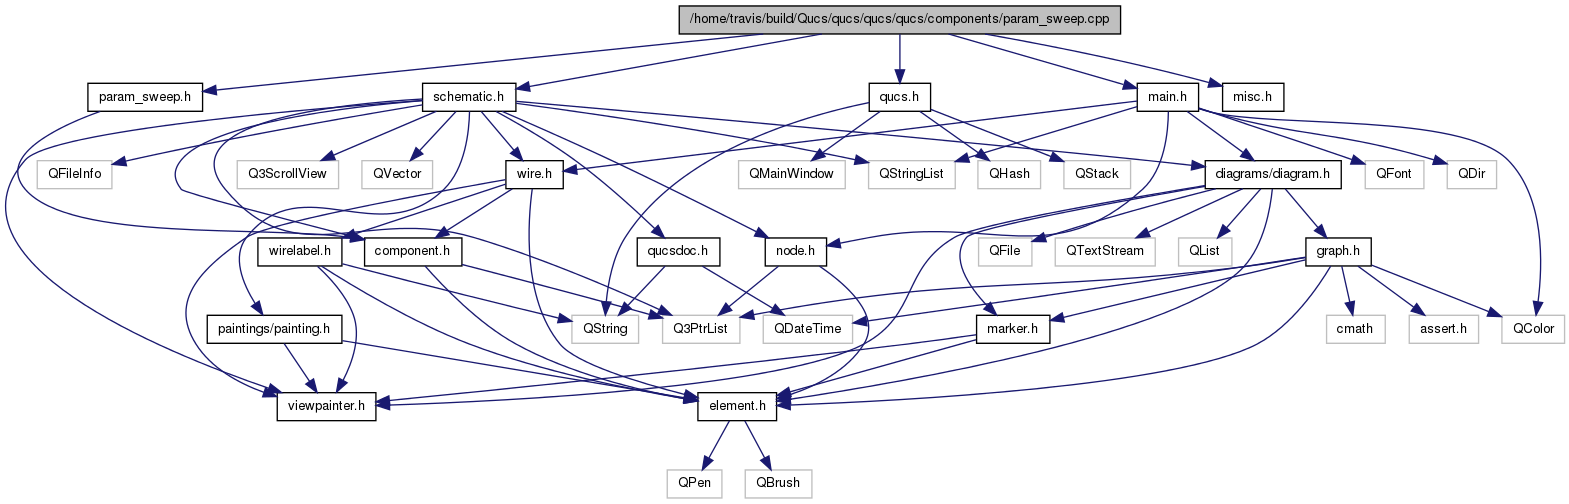 /home/travis/build/Qucs/qucs/qucs/qucs/components/param_sweep.cpp
param_sweep.h
schematic.h
qucs.h
main.h
misc.h
QFileInfo
Q3ScrollView
QVector
wire.h
QMainWindow
QStringList
QHash
QStack
diagrams/diagram.h
QFont
QDir
wirelabel.h
component.h
qucsdoc.h
node.h
QFile
QTextStream
QList
graph.h
paintings/painting.h
QString
Q3PtrList
QDateTime
marker.h
cmath
assert.h
QColor
viewpainter.h
element.h
QPen
QBrush